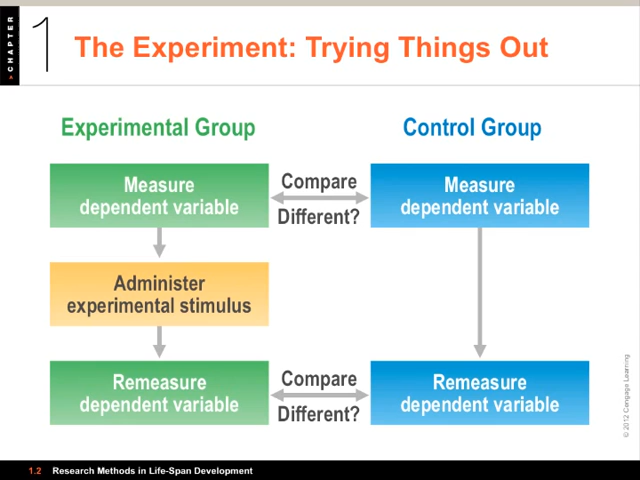 CHAPTER
1
The Experiment: Trying Things Out
Experimental Group
Control Group
Measure
dependent variable
Compare
Different?
Measure
dependent variable
Administer
experimental stimulus
Remeasure
dependent variable
Compare
Different?
Remeasure
dependent variable
© 2012 Cengage Learning
1.2 Research Methods in Life-Span Development